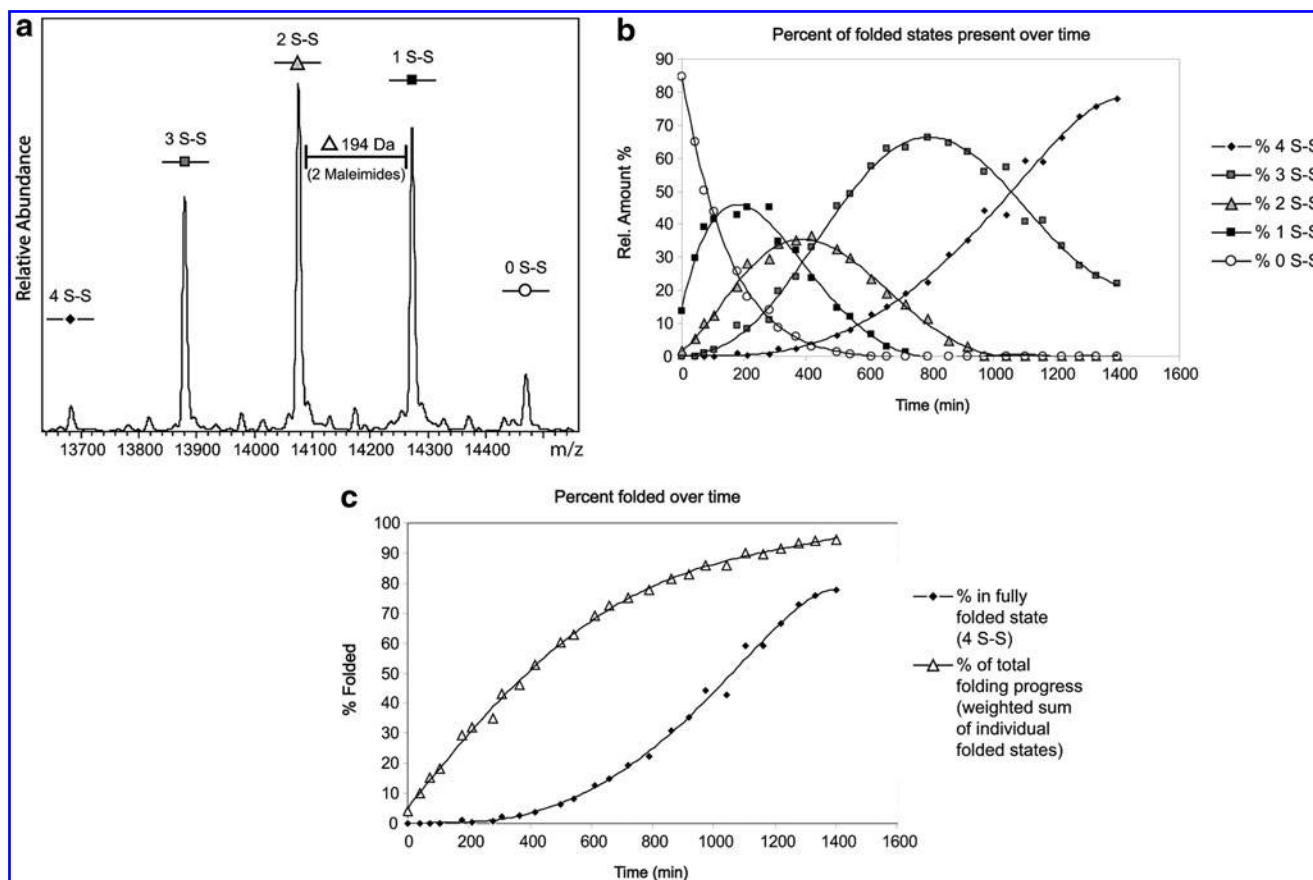 a
2 S-S
1 S-S
3 S-S
△ 194 Da
(2 Maleimides)
0 S-S
4 S-S
Relative Abundance
13700 13800 13900 14000 14100 14200 14300 14400 m/z
b
Percent of folded states present over time
90
80
70
60
50
40
30
20
10
0
Rel. Amount %
0 200 400 600 800 1000 1200 1400 1600
Time (min)
% 4 S-S
% 3 S-S
% 2 S-S
% 1 S-S
% 0 S-S
c
Percent folded over time
100
90
80
70
60
50
40
30
20
10
0
% Folded
0 200 400 600 800 1000 1200 1400 1600
Time (min)
% in fully
folded state
(4 S-S)
% of total
folding progress
(weighted sum
of individual
folded states)